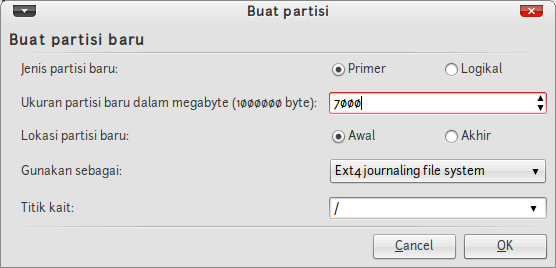 Buat partisi
Buat partisi baru
Jenis partisi baru: Primer Logikal
Ukuran partisi baru dalam megabyte (1000000 byte): 7000
Lokasi partisi baru: Awal Akhir
Gunakan sebagai: Ext4 journaling file system
Titik kait: /
Cancel OK